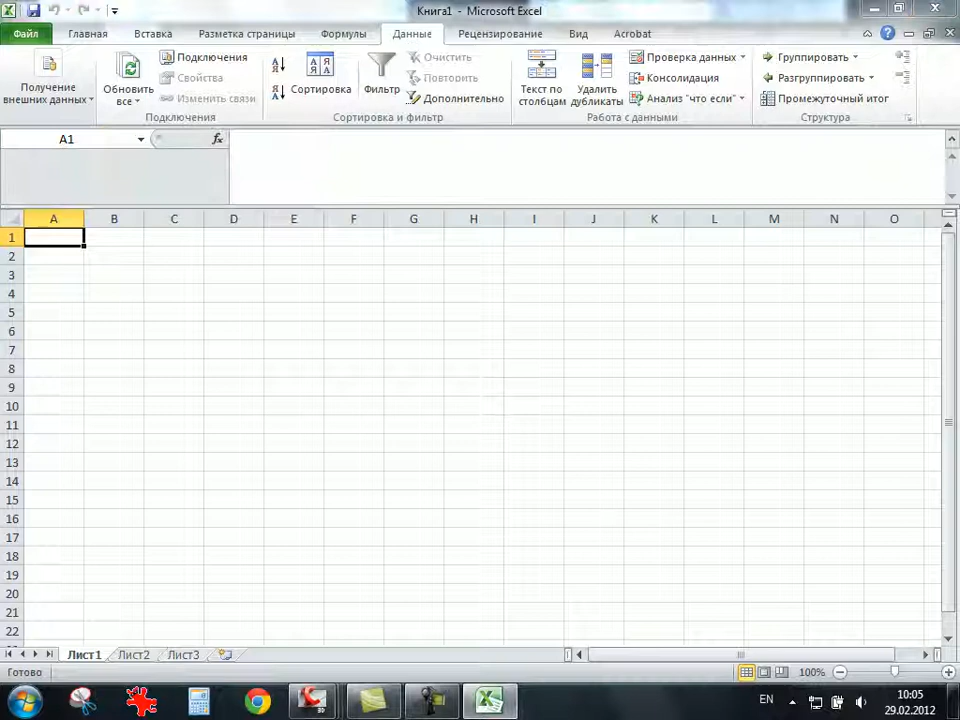 Книга1 - Microsoft Excel
Файл Главная Вставка Разметка страницы Формулы Данные Рецензирование Вид Acrobat
Получение внешних данных
Обновить все
Подключения
Свойства
Изменить связи
Подключения
Сортировка
Фильтр
Очистить
Повторить
Дополнительно
Сортировка и фильтр
Текст по столбцам
Удалить дубликаты
Проверка данных
Консолидация
Анализ "что если"
Работа с данными
Группировать
Разгруппировать
Промежуточный итог
Структура
A1 fx
A B C D E F G H I J K L M N O
1
2
3
4
5
6
7
8
9
10
11
12
13
14
15
16
17
18
19
20
21
22
Лист1 Лист2 Лист3
Готово 100%
EN 10:05
29.02.2012